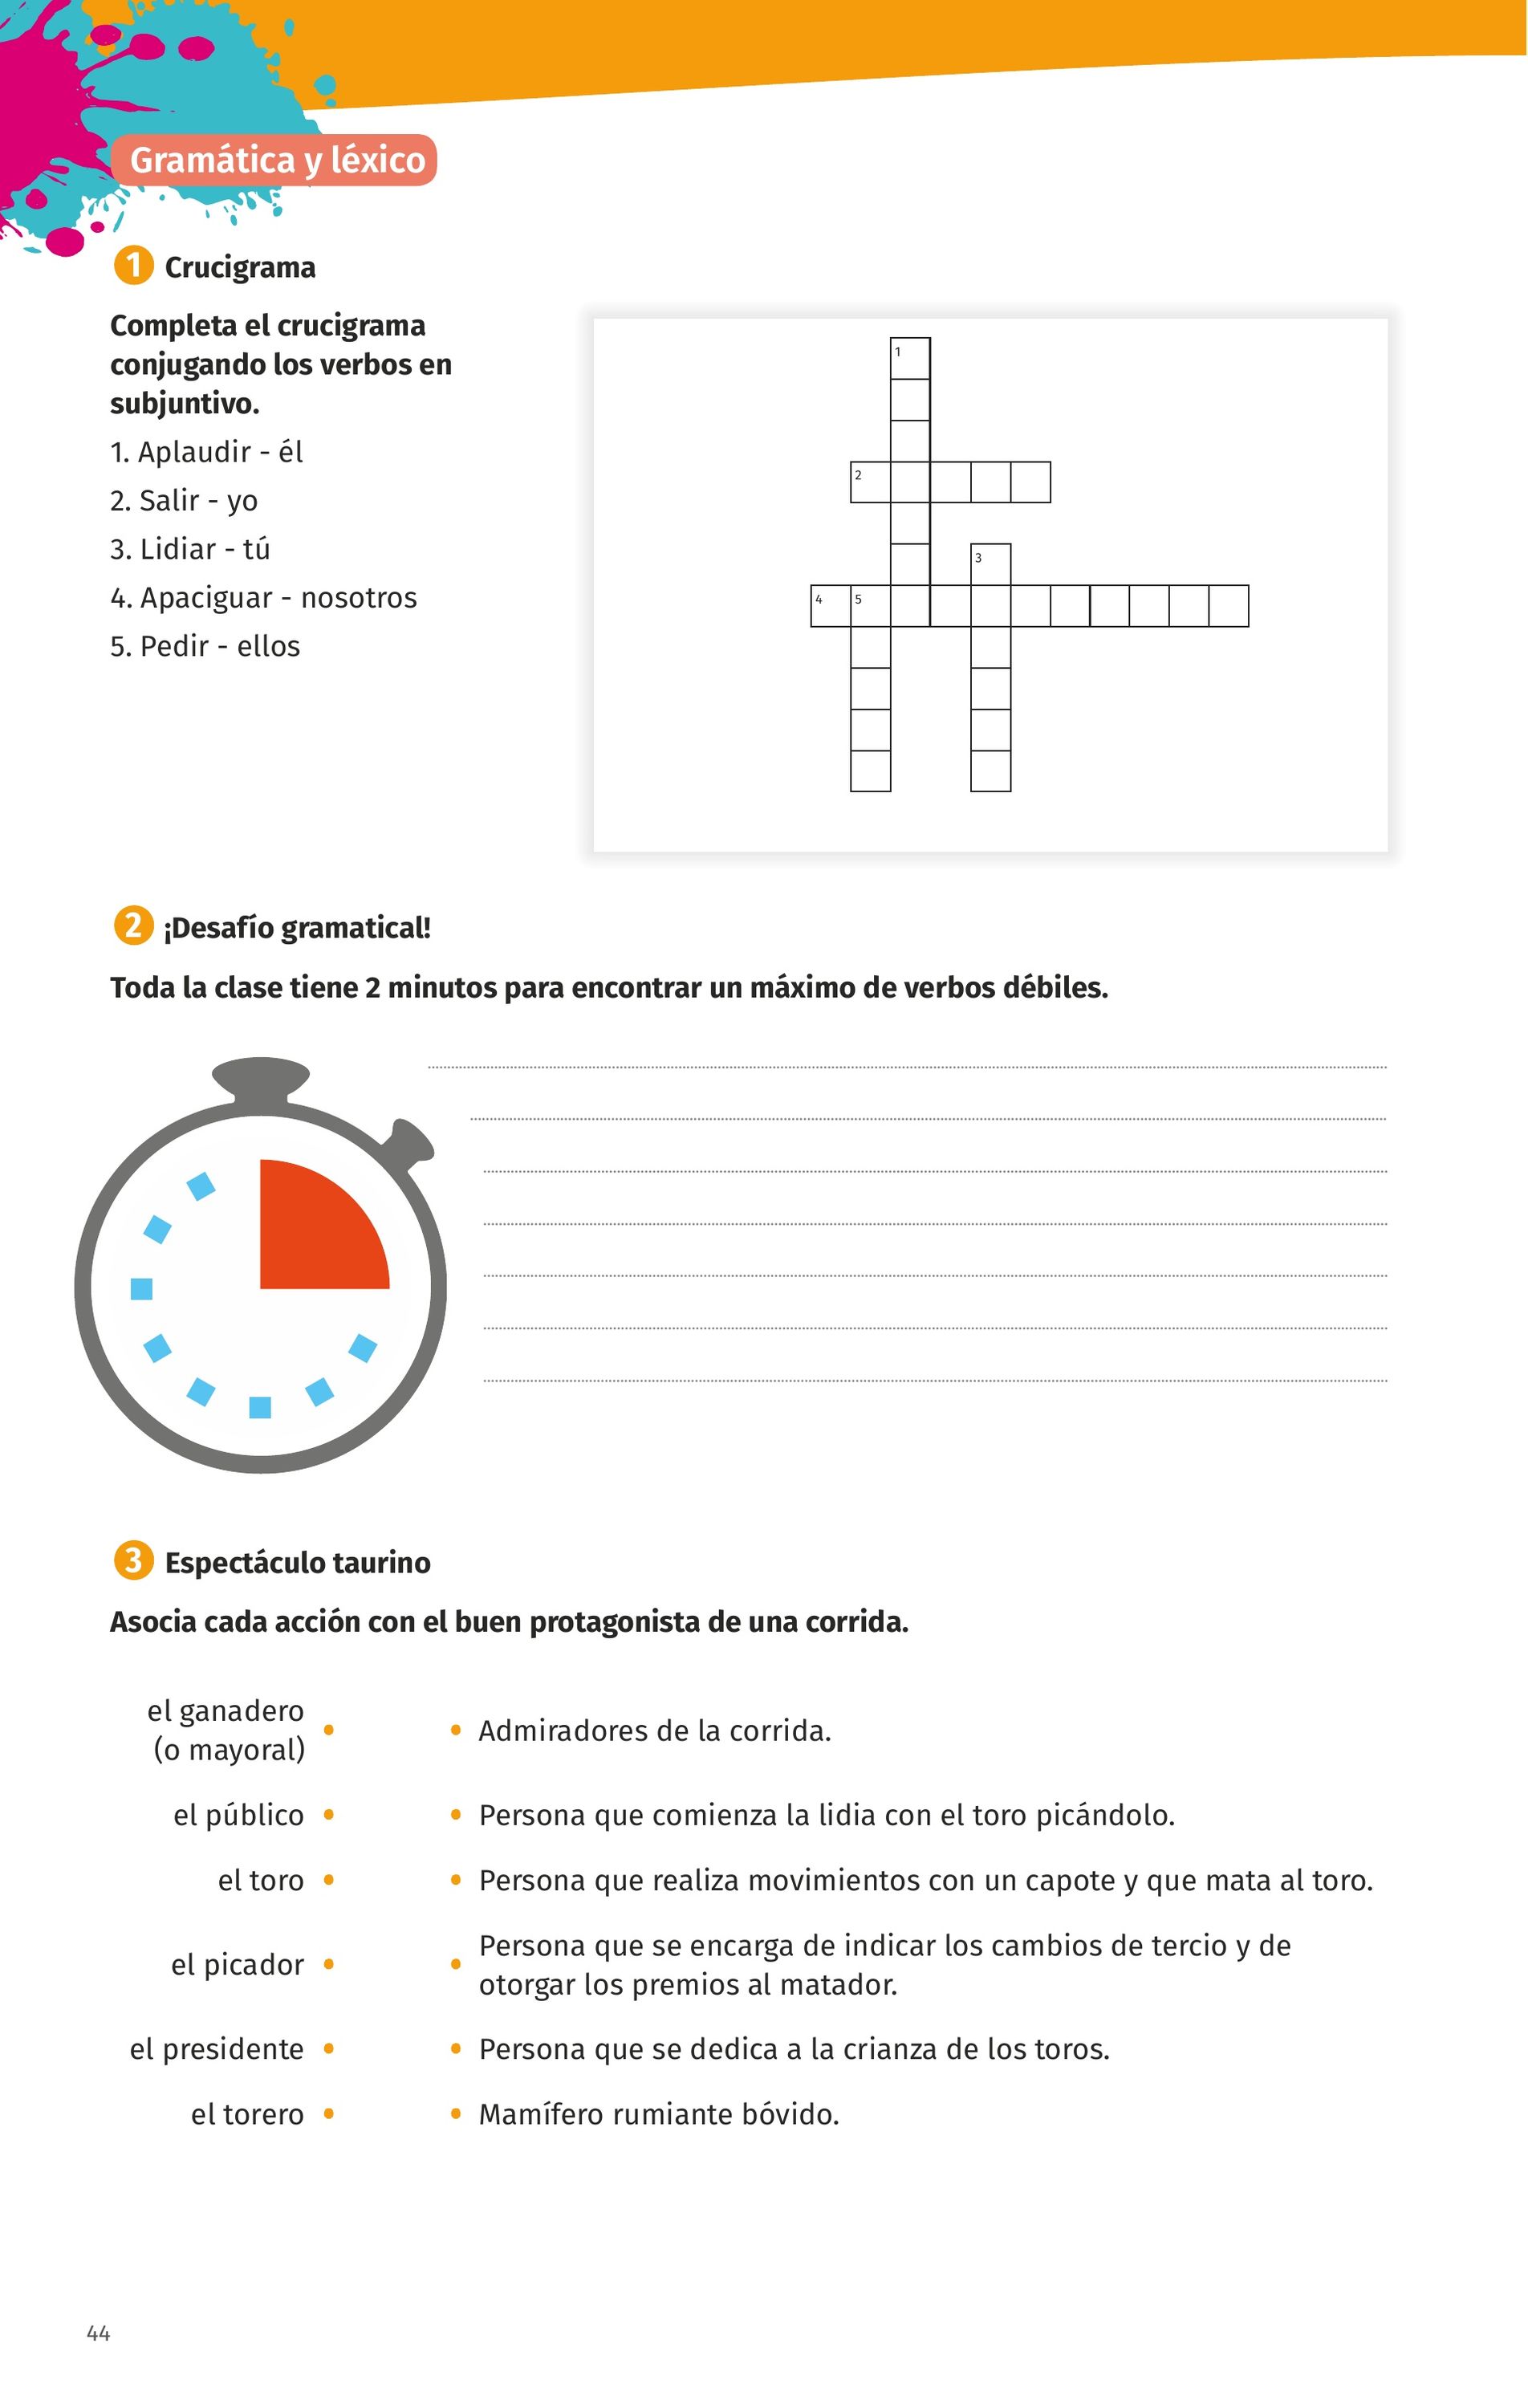 Gramática y léxico
1 Crucigrama
Completa el crucigrama
conjugando los verbos en
subjuntivo.
1. Aplaudir - él
2. Salir - yo
3. Lidiar - tú
4. Apaciguar - nosotros
5. Pedir - ellos
1
2
3
4 5
2 ¡Desafío gramatical!
Toda la clase tiene 2 minutos para encontrar un máximo de verbos débiles.
3 Espectáculo taurino
Asocia cada acción con el buen protagonista de una corrida.
el ganadero
(o mayoral)
• • Admiradores de la corrida.
el público • • Persona que comienza la lidia con el toro picándolo.
el toro • • Persona que realiza movimientos con un capote y que mata al toro.
el picador • • Persona que se encarga de indicar los cambios de tercio y de
otorgar los premios al matador.
el presidente • • Persona que se dedica a la crianza de los toros.
el torero • • Mamífero rumiante bóvido.
44